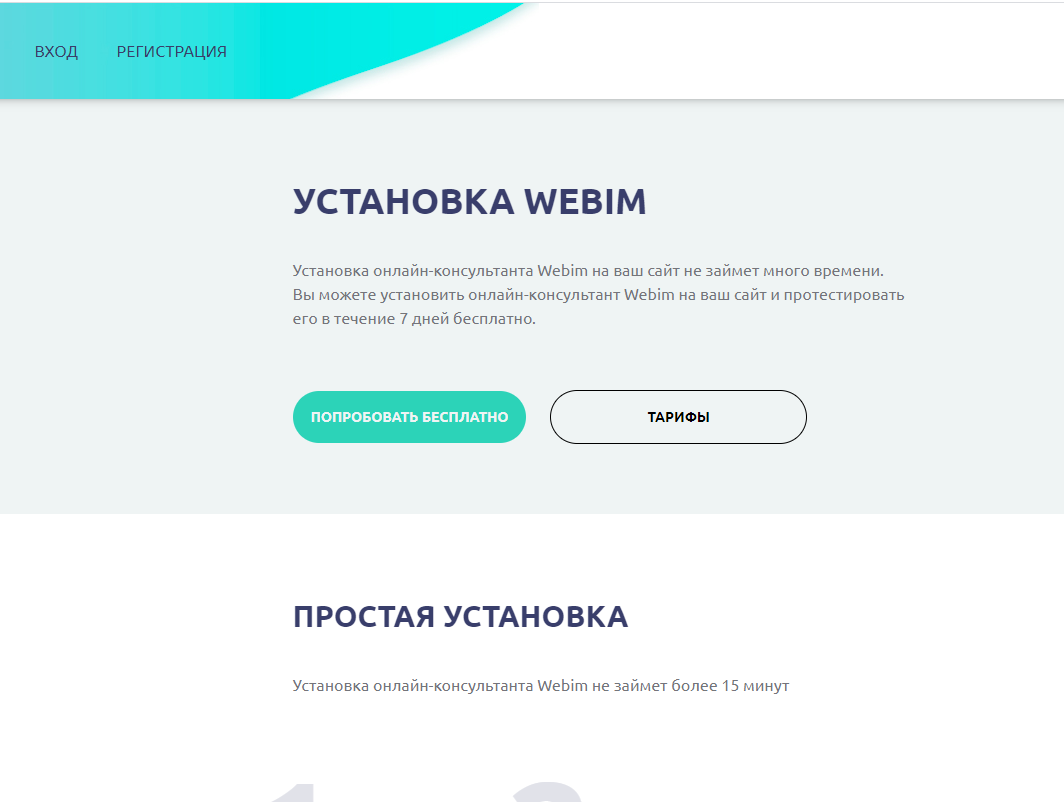 ВХОД РЕГИСТРАЦИЯ
УСТАНОВКА WEBIM
Установка онлайн-консультанта Webim на ваш сайт не займет много времени.
Вы можете установить онлайн-консультант Webim на ваш сайт и протестировать
его в течение 7 дней бесплатно.
ПОПРОБОВАТЬ БЕСПЛАТНО ТАРИФЫ
ПРОСТАЯ УСТАНОВКА
Установка онлайн-консультанта Webim не займет более 15 минут